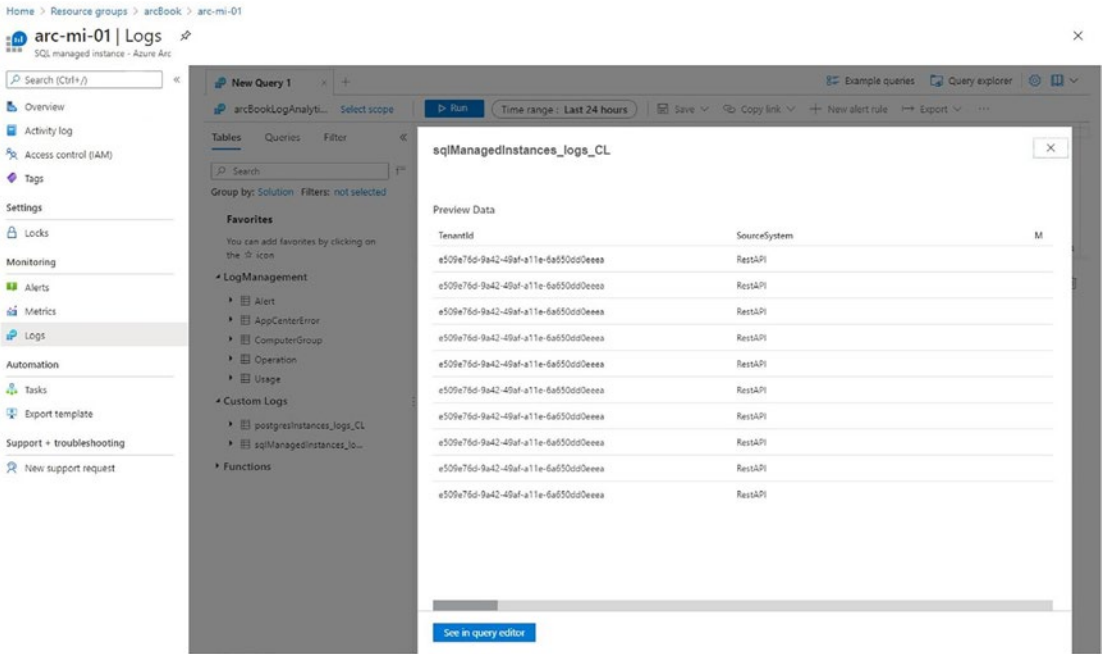 Home > Resource groups > arcBook > arc-mi-01
arc-mi-01 | Logs
SQL managed instance - Azure Arc
Search (Ctrl+/)
Overview
Activity log
Access control (IAM)
Tags
Settings
Locks
Monitoring
Alerts
Metrics
Logs
Automation
Tasks
Export template
Support + troubleshooting
New support request
New Query 1
Example queries Query explorer
arcBookLogAnalyti... Select scope Run Time range : Last 24 hours Save Copy link New alert rule Export ...
Tables Queries Filter
Search
Group by: Solution Filters: not selected
Favorites
You can add favorites by clicking on
the ☆ icon
LogManagement
Alert
AppCenterError
ComputerGroup
Operation
Usage
Custom Logs
postgresInstances_logs_CL
sqlManagedInstances_lo...
Functions
sqlManagedInstances_logs_CL
Preview Data
TenantId SourceSystem M
e509e76d-9a42-49af-a11e-6a650dd0eeea RestAPI
e509e76d-9a42-49af-a11e-6a650dd0eeea RestAPI
e509e76d-9a42-49af-a11e-6a650dd0eeea RestAPI
e509e76d-9a42-49af-a11e-6a650dd0eeea RestAPI
e509e76d-9a42-49af-a11e-6a650dd0eeea RestAPI
e509e76d-9a42-49af-a11e-6a650dd0eeea RestAPI
e509e76d-9a42-49af-a11e-6a650dd0eeea RestAPI
e509e76d-9a42-49af-a11e-6a650dd0eeea RestAPI
e509e76d-9a42-49af-a11e-6a650dd0eeea RestAPI
e509e76d-9a42-49af-a11e-6a650dd0eeea RestAPI
See in query editor